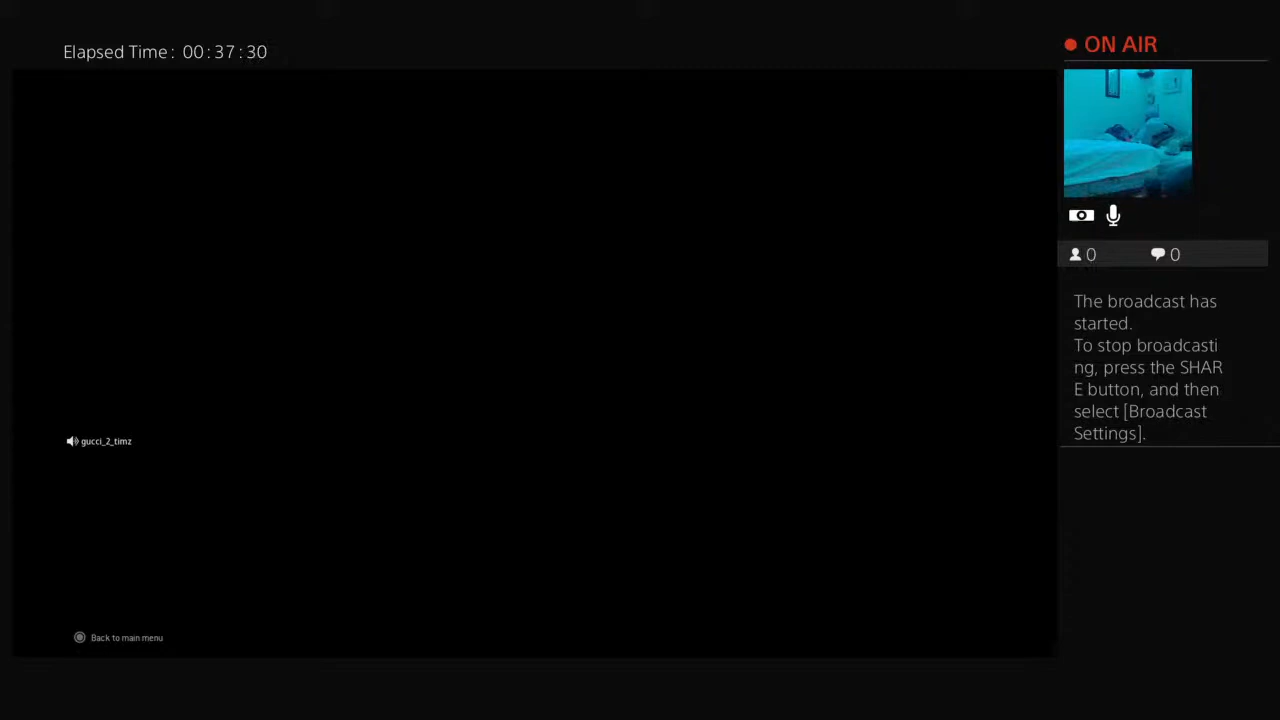 Elapsed Time: 00:37:30
ON AIR
0 0
The broadcast has
started.
To stop broadcasti
ng, press the SHAR
E button, and then
select [Broadcast
Settings].
gucci_2_timz
Back to main menu